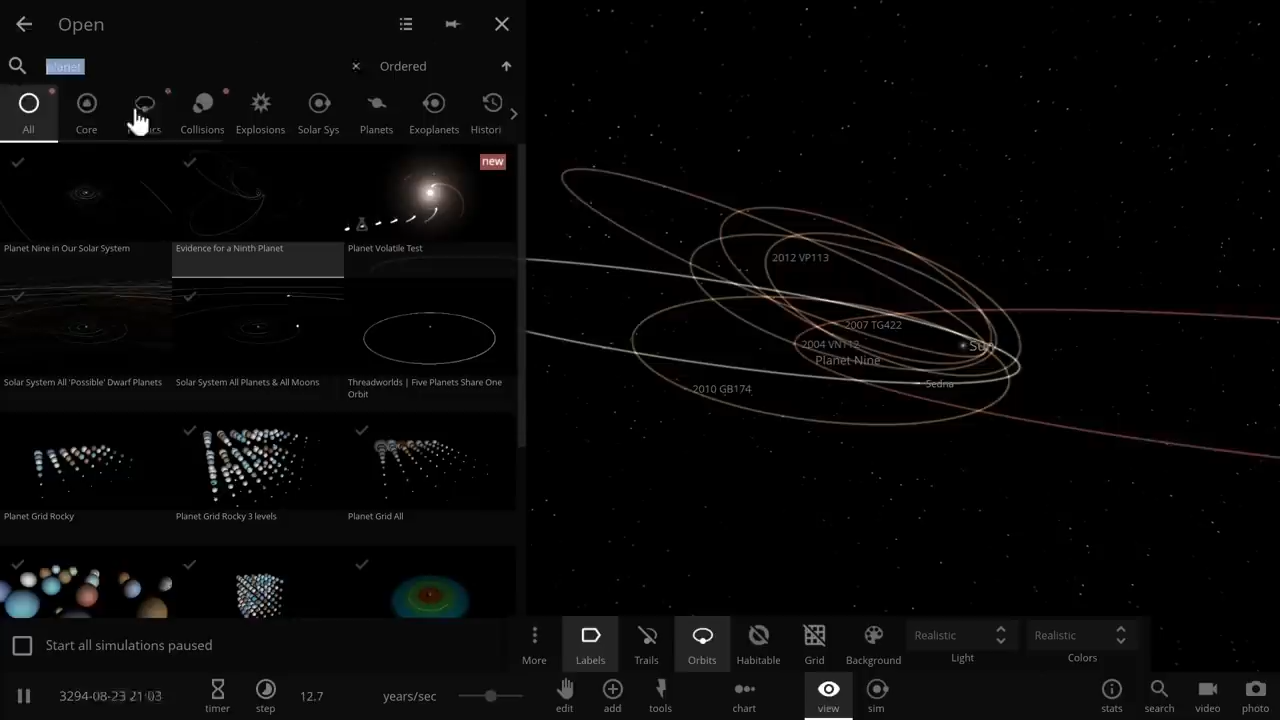 Open
planet
Ordered
All
Core
Collisions
Explosions
Solar Sys
Planets
Exoplanets
Histori
new
Planet Nine in Our Solar System
Evidence for a Ninth Planet
Planet Volatile Test
Solar System All 'Possible' Dwarf Planets
Solar System All Planets & All Moons
Threadworlds | Five Planets Share One
Orbit
Planet Grid Rocky
Planet Grid Rocky 3 levels
Planet Grid All
2012 VP113
2007 TG422
2004 VN112
Sun
Planet Nine
Sedna
2010 GB174
Start all simulations paused
More
Labels
Trails
Orbits
Habitable
Grid
Background
Realistic
Light
Realistic
Colors
3294-08-23 21:03
timer
step
12.7
years/sec
edit
add
tools
chart
view
sim
stats
search
video
photo